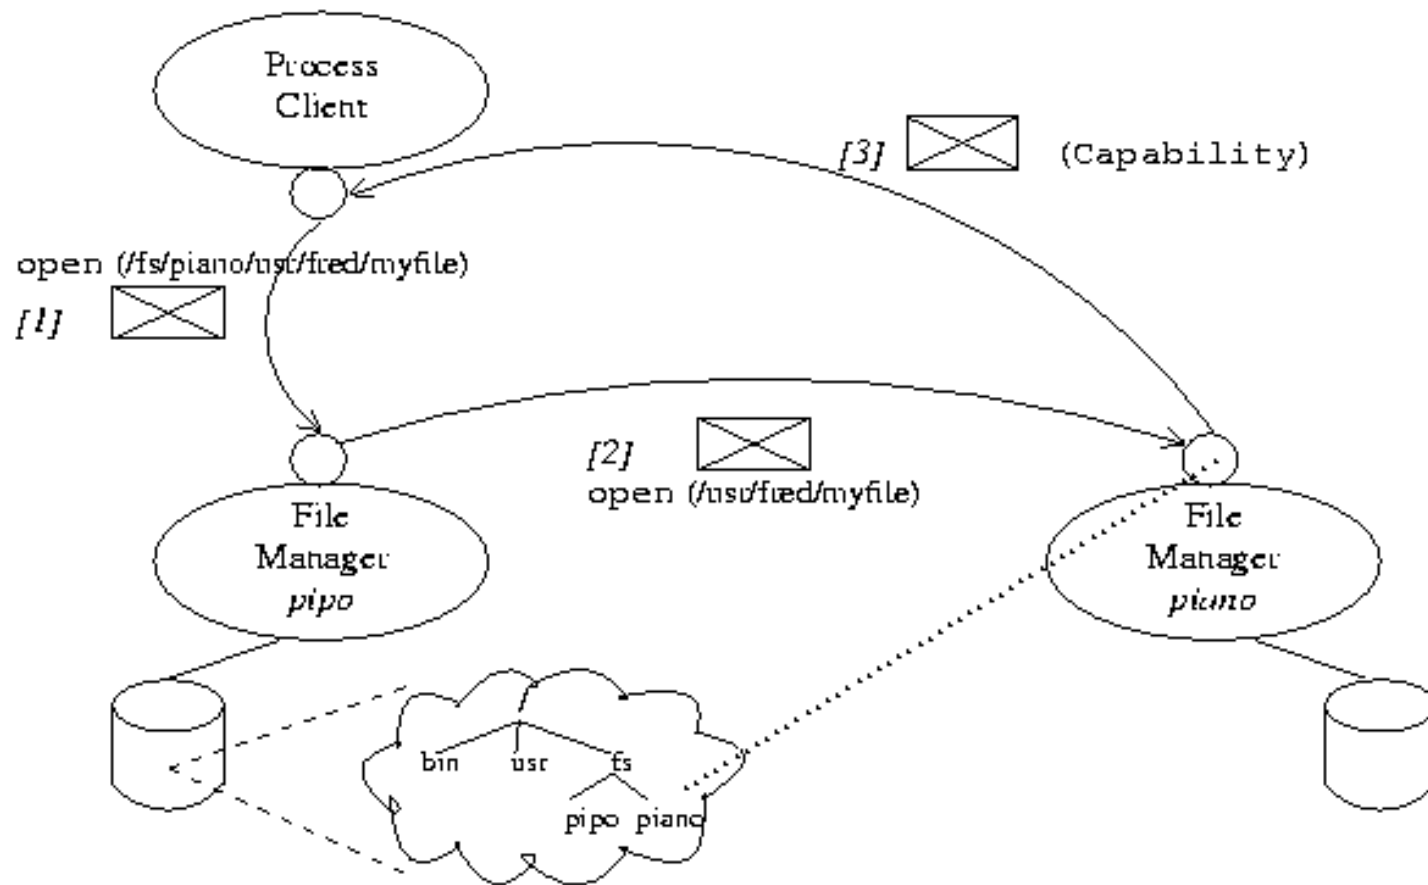 Process
Client
[3]
(Capability)
open (/fs/piano/usr/fred/myfile)
[1]
[2]
open (/usr/fred/myfile)
File
Manager
pipo
File
Manager
piano
/
bin
usr
fs
pipo
piano